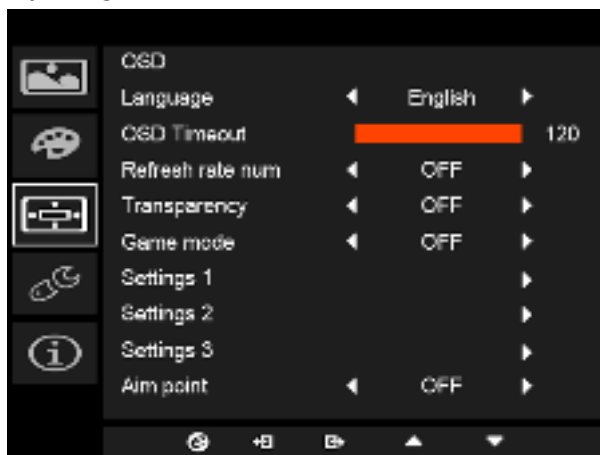 OSD
Language English
OSD Timeout 120
Refresh rate num OFF
Transparency OFF
Game mode OFF
Settings 1
Settings 2
Settings 3
Aim point OFF